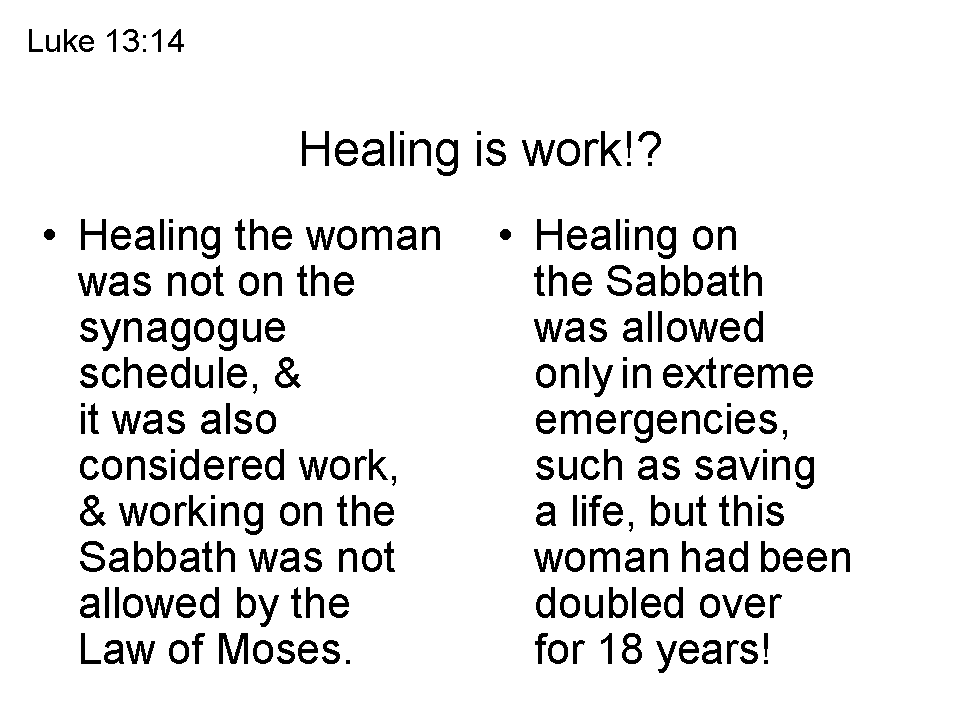 Luke 13:14
Healing is work!?
• Healing the woman
was not on the
synagogue
schedule, &
it was also
considered work,
& working on the
Sabbath was not
allowed by the
Law of Moses.
• Healing on
the Sabbath
was allowed
only in extreme
emergencies,
such as saving
a life, but this
woman had been
doubled over
for 18 years!